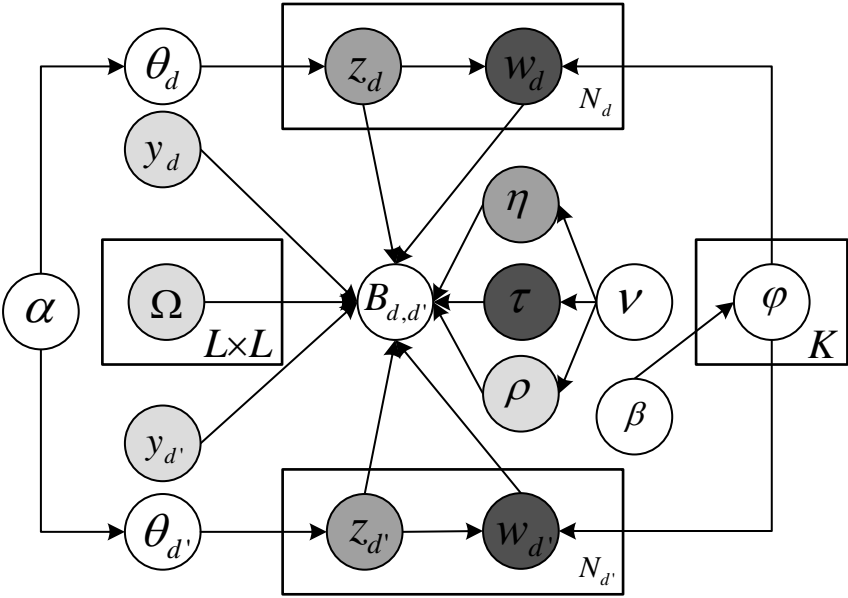 θ_d
z_d
w_d
N_d
y_d
η
α
Ω
L×L
B_{d,d'}
τ
ν
φ
K
ρ
β
y_{d'}
θ_{d'}
z_{d'}
w_{d'}
N_{d'}